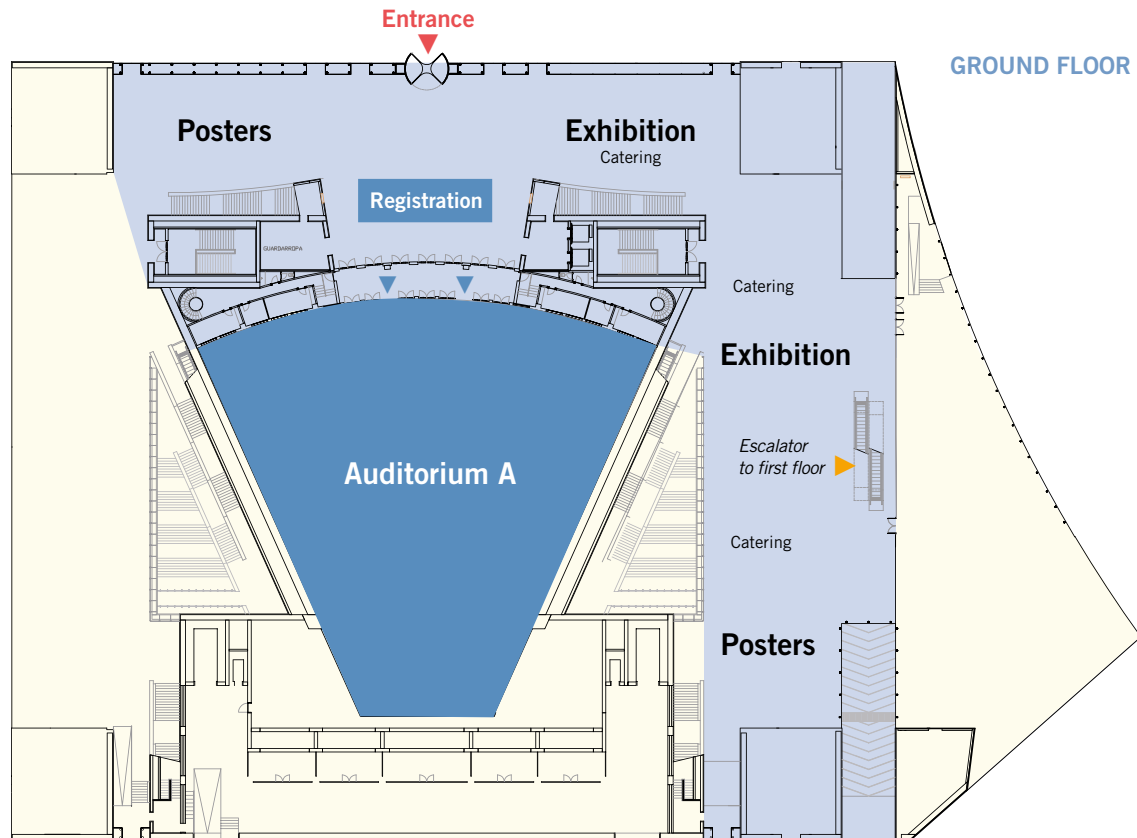 Entrance
GROUND FLOOR
Posters
Exhibition
Catering
Registration
GUARDARROPA
Catering
Exhibition
Escalator
to first floor
Auditorium A
Catering
Posters